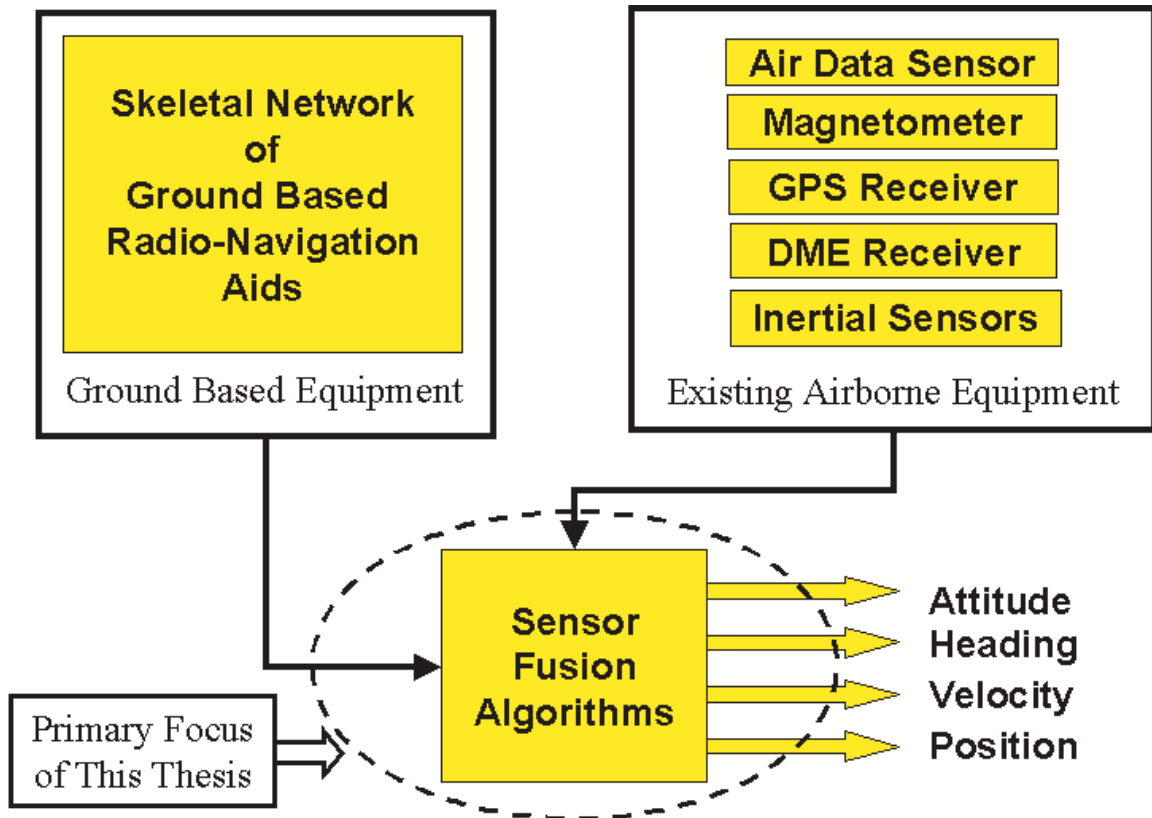 Skeletal Network
of
Ground Based
Radio-Navigation
Aids
Ground Based Equipment
Air Data Sensor
Magnetometer
GPS Receiver
DME Receiver
Inertial Sensors
Existing Airborne Equipment
Sensor
Fusion
Algorithms
Attitude
Heading
Velocity
Position
Primary Focus
of This Thesis